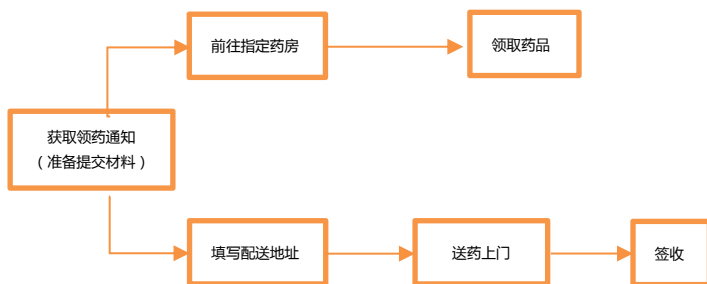 前往指定药房
领取药品
获取领药通知
（准备提交材料）
填写配送地址
送药上门
签收